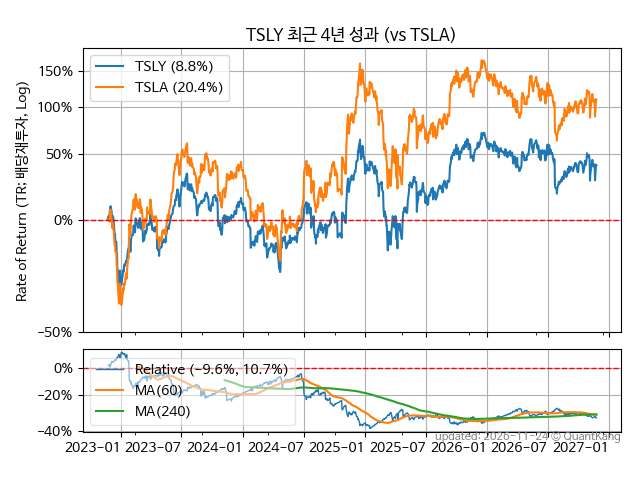 TSLY 최근 4년 성과 (vs TSLA)
Rate of Return (TR: 배당재투자, Log)
150%
100%
50%
0%
−50%
TSLY (8.8%)
TSLA (20.4%)
0%
−20%
−40%
Relative (−9.6%, 10.7%)
MA(60)
MA(240)
updated: 2026−11−24 © QuantKang
2023−01 2023−07 2024−01 2024−07 2025−01 2025−07 2026−01 2026−07 2027−01